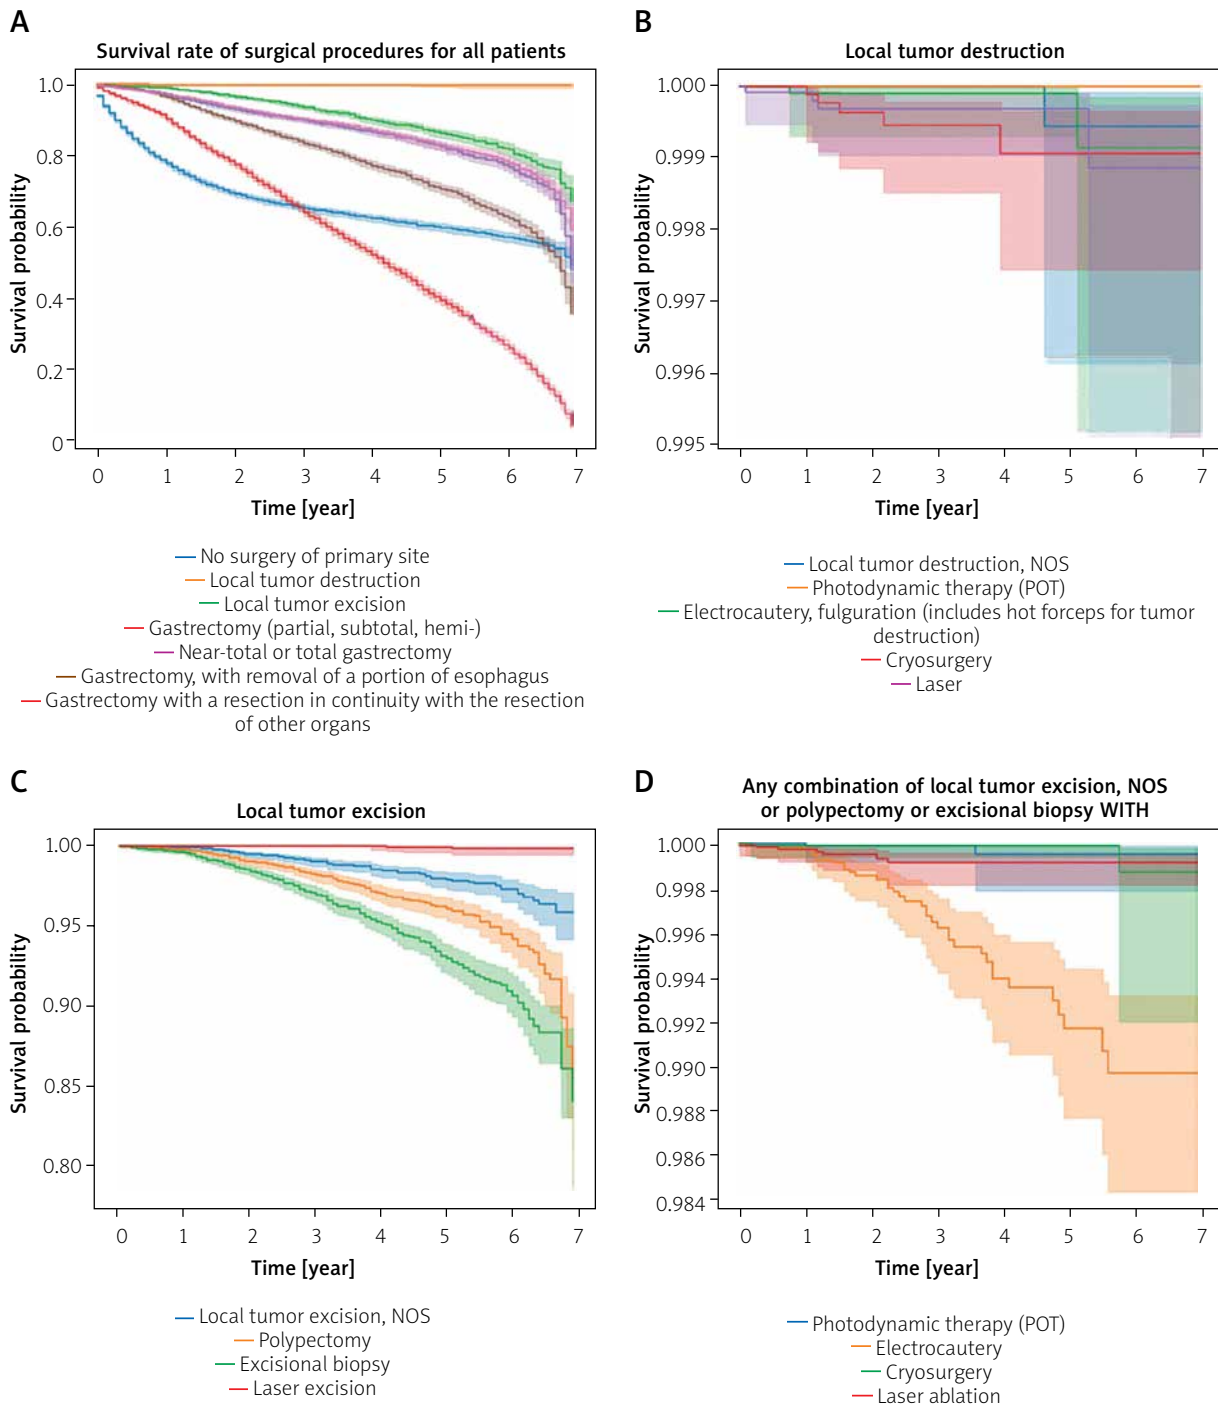 A
Survival rate of surgical procedures for all patients
Survival probability
1.0
0.8
0.6
0.4
0.2
0
0 1 2 3 4 5 6 7
Time [year]
No surgery of primary site
Local tumor destruction
Local tumor excision
Gastrectomy (partial, subtotal, hemi-)
Near-total or total gastrectomy
Gastrectomy, with removal of a portion of esophagus
Gastrectomy with a resection in continuity with the resection
of other organs
B
Local tumor destruction
Survival probability
1.000
0.999
0.998
0.997
0.996
0.995
0 1 2 3 4 5 6 7
Time [year]
Local tumor destruction, NOS
Photodynamic therapy (POT)
Electrocautery, fulguration (includes hot forceps for tumor
destruction)
Cryosurgery
Laser
C
Local tumor excision
Survival probability
1.00
0.95
0.90
0.85
0.80
0 1 2 3 4 5 6 7
Time [year]
Local tumor excision, NOS
Polypectomy
Excisional biopsy
Laser excision
D
Any combination of local tumor excision, NOS
or polypectomy or excisional biopsy WITH
Survival probability
1.000
0.998
0.996
0.994
0.992
0.990
0.988
0.986
0.984
0 1 2 3 4 5 6 7
Time [year]
Photodynamic therapy (POT)
Electrocautery
Cryosurgery
Laser ablation